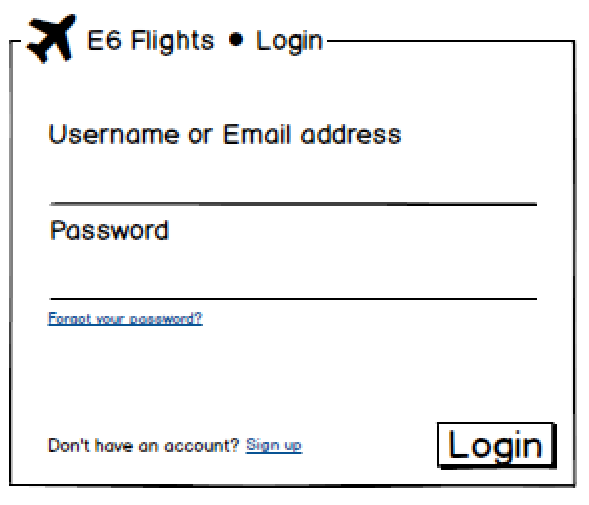 E6 Flights • Login
Username or Email address
Password
Forgot your password?
Don't have an account? Sign up
Login